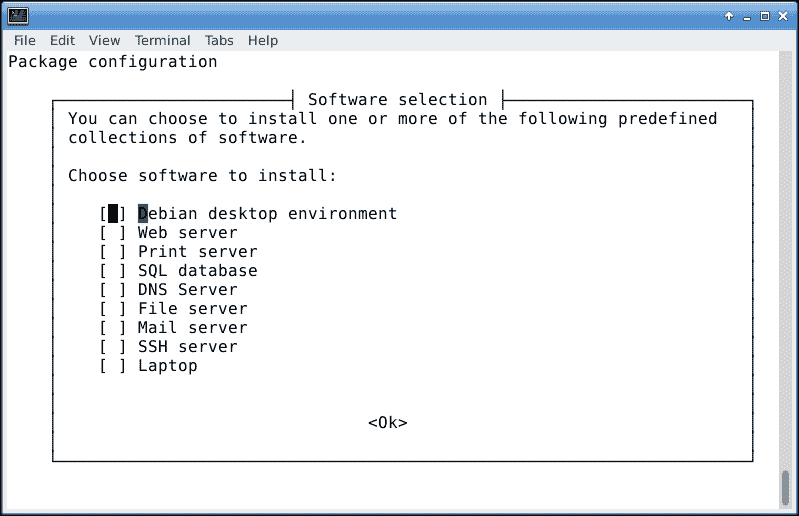 File Edit View Terminal Tabs Help
Package configuration
Software selection
You can choose to install one or more of the following predefined
collections of software.
Choose software to install:
[ ] Debian desktop environment
[ ] Web server
[ ] Print server
[ ] SQL database
[ ] DNS Server
[ ] File server
[ ] Mail server
[ ] SSH server
[ ] Laptop
<Ok>